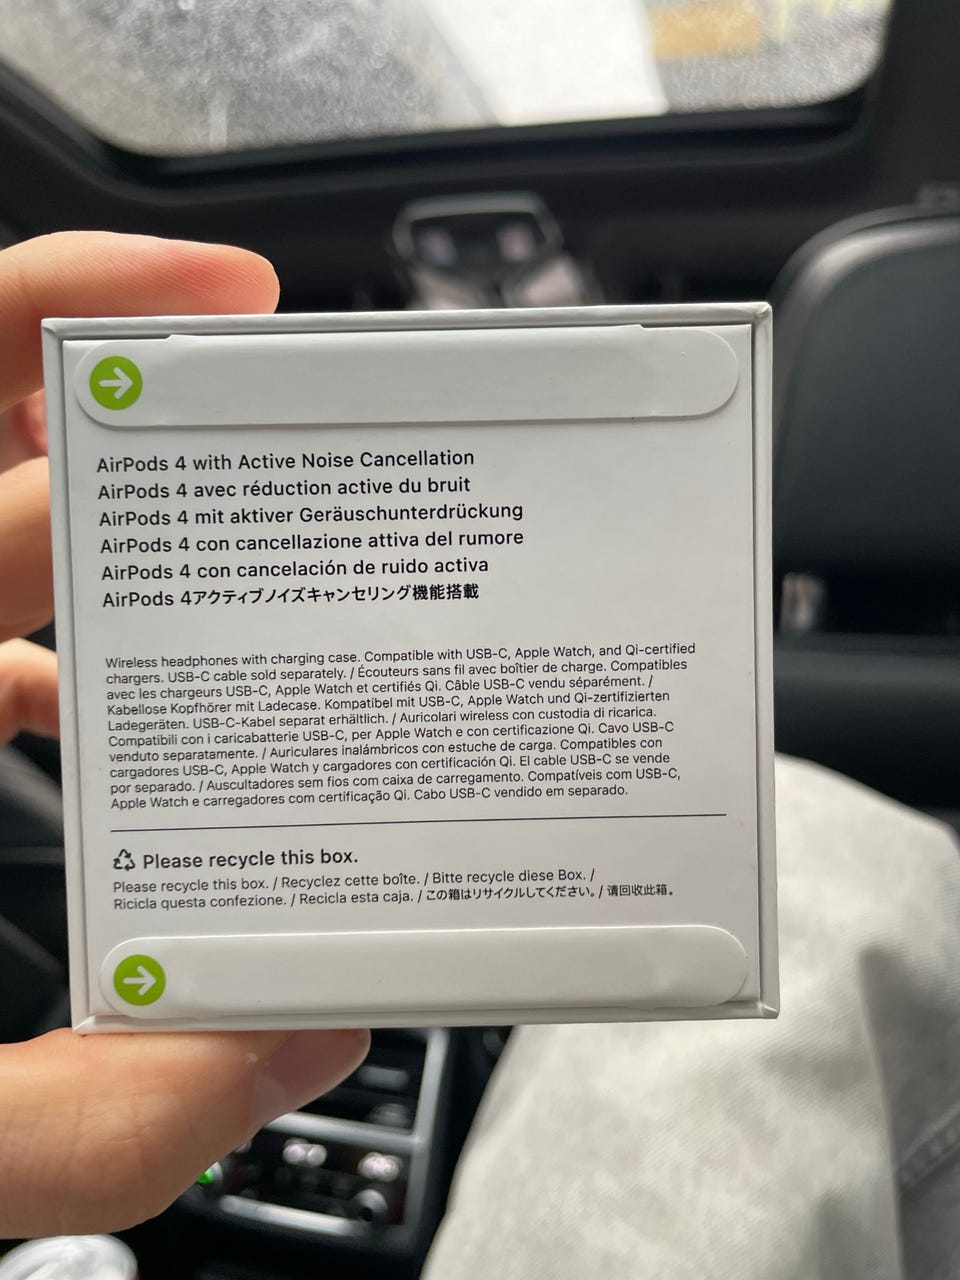 AirPods 4 with Active Noise Cancellation
AirPods 4 avec réduction active du bruit
AirPods 4 mit aktiver Geräuschunterdrückung
AirPods 4 con cancellazione attiva del rumore
AirPods 4 con cancelación de ruido activa
AirPods 4アクティブノイズキャンセリング機能搭載
Wireless headphones with charging case. Compatible with USB-C, Apple Watch, and Qi-certified
chargers. USB-C cable sold separately. / Écouteurs sans fil avec boîtier de charge. Compatibles
avec les chargeurs USB-C, Apple Watch et certifiés Qi. Câble USB-C vendu séparément. /
Kabellose Kopfhörer mit Ladecase. Kompatibel mit USB-C, Apple Watch und Qi-zertifizierten
Ladegeräten. USB-C-Kabel separat erhältlich. / Auricolari wireless con custodia di ricarica.
Compatibili con i caricabatterie USB-C, per Apple Watch e con certificazione Qi. Cavo USB-C
venduto separatamente. / Auriculares inalámbricos con estuche de carga. Compatibles con
cargadores USB-C, Apple Watch y cargadores con certificación Qi. El cable USB-C se vende
por separado. / Auscultadores sem fios com caixa de carregamento. Compatíveis com USB-C,
Apple Watch e carregadores com certificação Qi. Cabo USB-C vendido em separado.
Please recycle this box.
Please recycle this box. / Recyclez cette boîte. / Bitte recycle diese Box. /
Ricicla questa confezione. / Recicla esta caja. / この箱はリサイクルしてください。/ 请回收此箱。